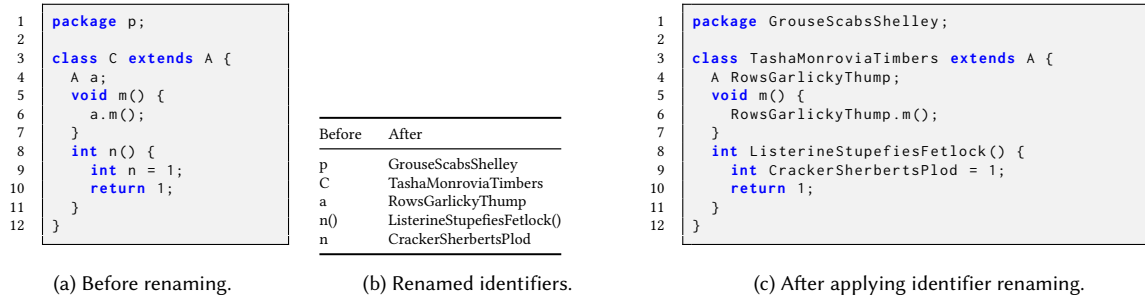 1 package p;
2
3 class C extends A {
4 A a;
5 void m() {
6 a.m();
7 }
8 int n() {
9 int n = 1;
10 return 1;
11 }
12 }
(a) Before renaming.
Before After
p GrouseScabsShelley
C TashaMonroviaTimbers
a RowsGarlickyThump
n() ListerineStupefiesFetlock()
n CrackerSherbertsPlod
(b) Renamed identifiers.
1 package GrouseScabsShelley;
2
3 class TashaMonroviaTimbers extends A {
4 A RowsGarlickyThump;
5 void m() {
6 RowsGarlickyThump.m();
7 }
8 int ListerineStupefiesFetlock() {
9 int CrackerSherbertsPlod = 1;
10 return 1;
11 }
12 }
(c) After applying identifier renaming.